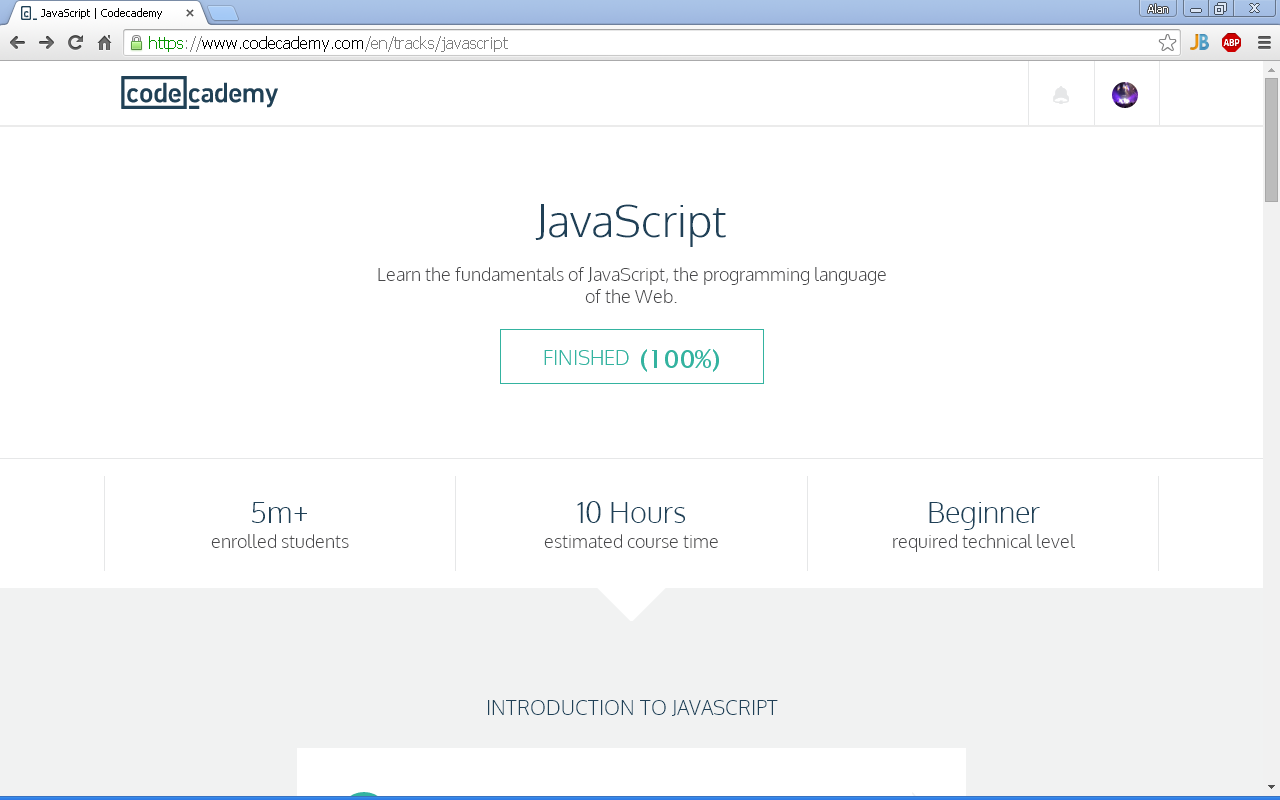 JavaScript | Codecademy
Alan
https://www.codecademy.com/en/tracks/javascript
JB
ABP
codecademy
JavaScript
Learn the fundamentals of JavaScript, the programming language
of the Web.
FINISHED (100%)
5m+
enrolled students
10 Hours
estimated course time
Beginner
required technical level
INTRODUCTION TO JAVASCRIPT